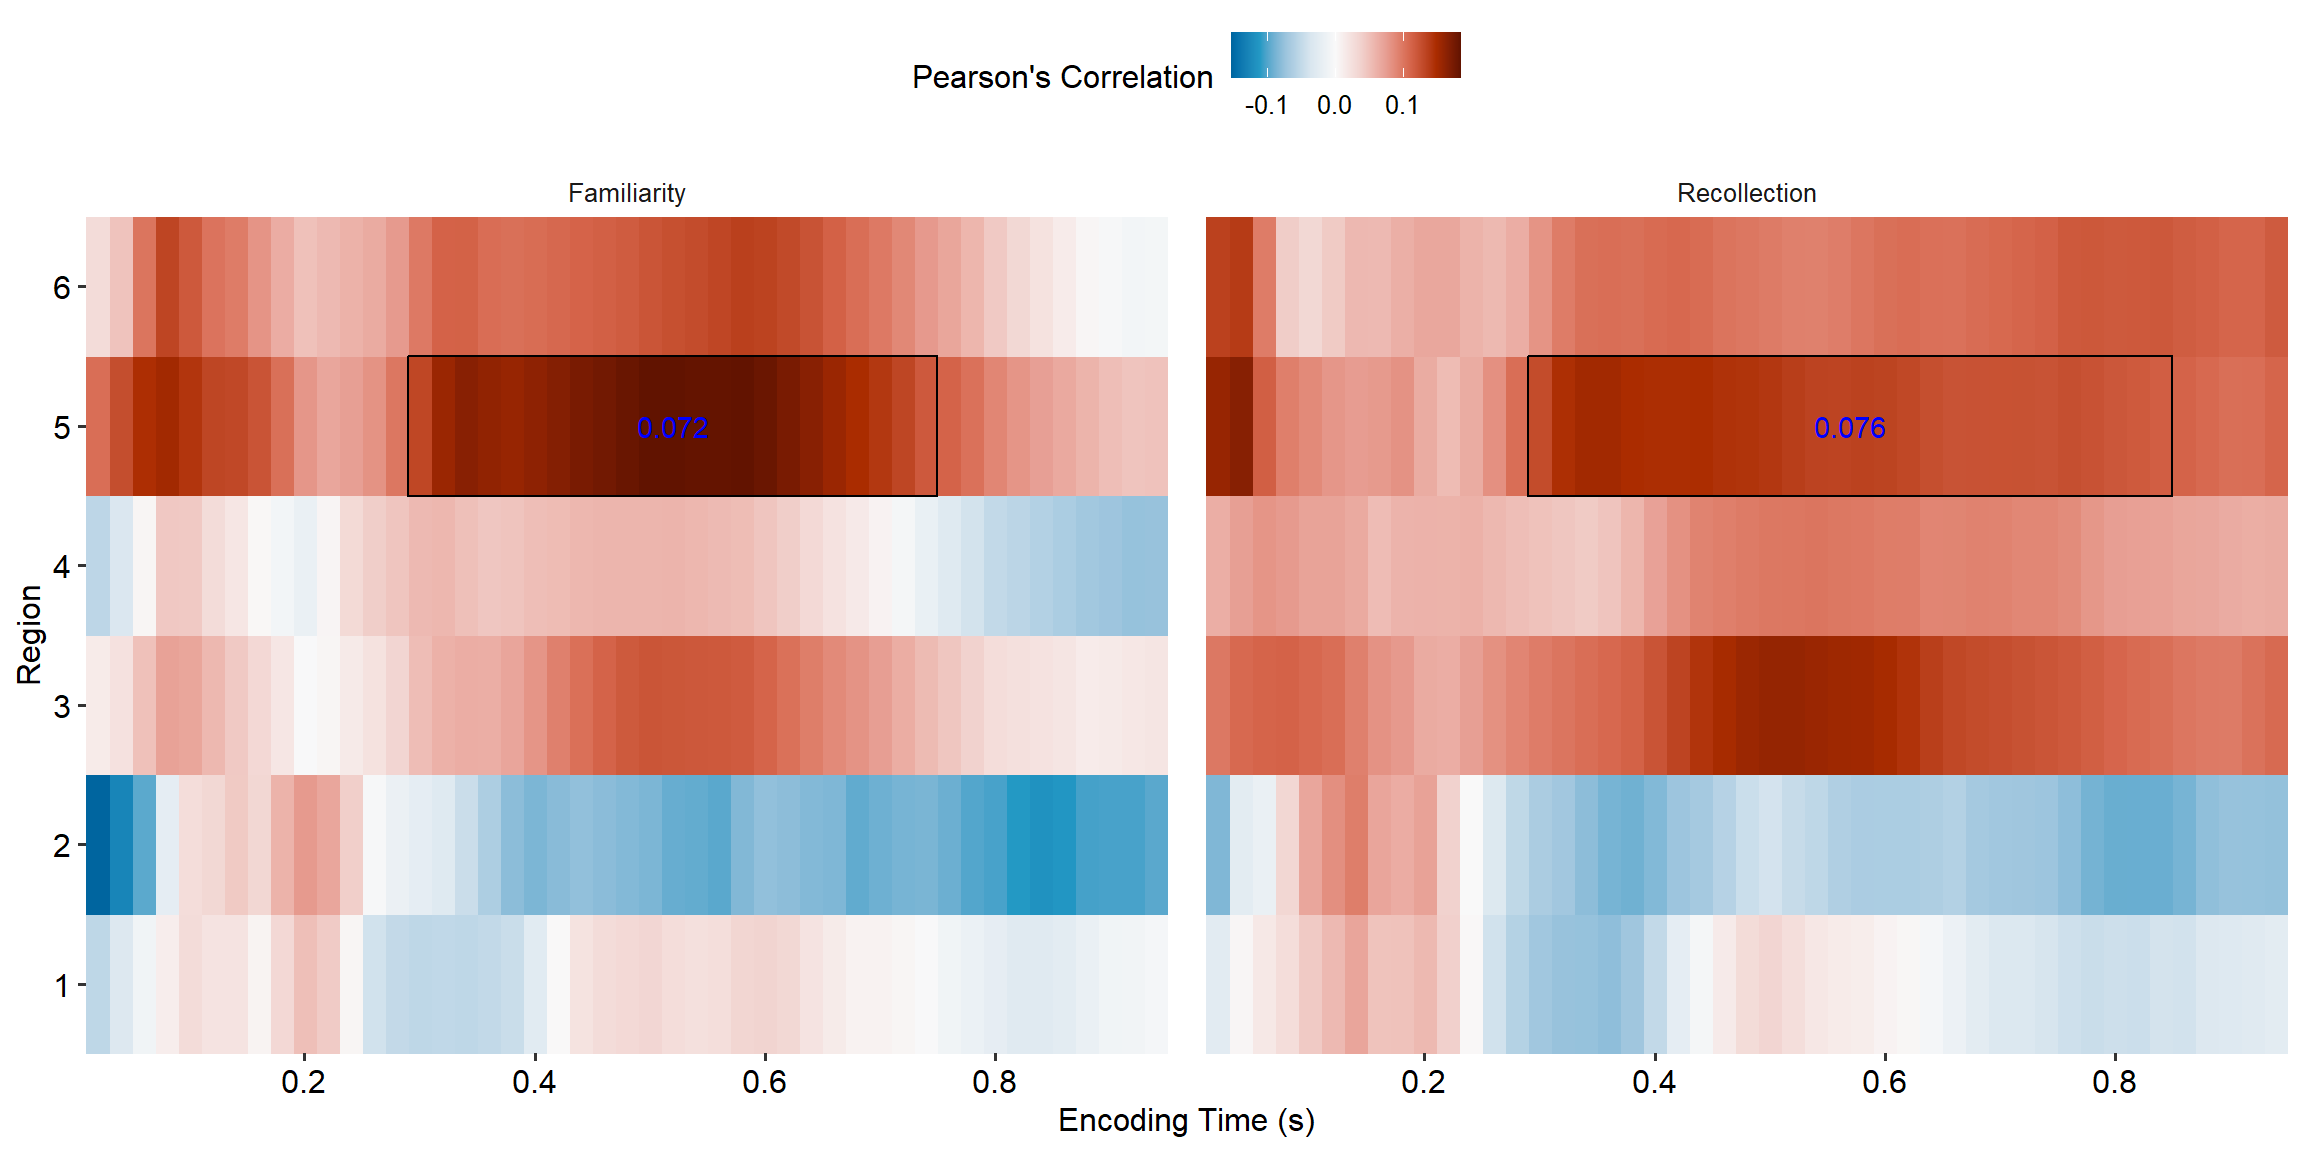 Pearson's Correlation
-0.1 0.0 0.1
Familiarity Recollection
6
5
4
3
2
1
Region
0.072 0.076
0.2 0.4 0.6 0.8 0.2 0.4 0.6 0.8
Encoding Time (s)